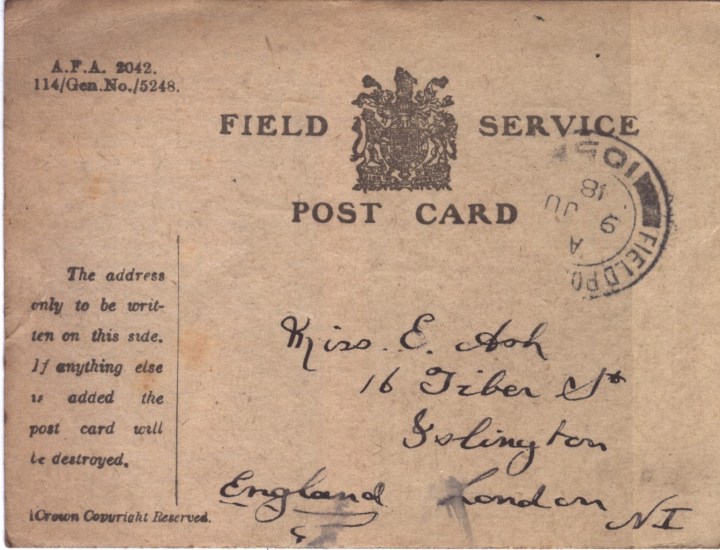 A.F.A. 2042.
114/Gen.No./5248.
FIELD SERVICE
POST CARD
FIELD PO
A
9 JU
18
The address
only to be writ-
ten on this side.
If anything else
is added the
post card will
be destroyed.
Miss. E. Ash
16 Tiber St
Islington
England London
N1
Crown Copyright Reserved.